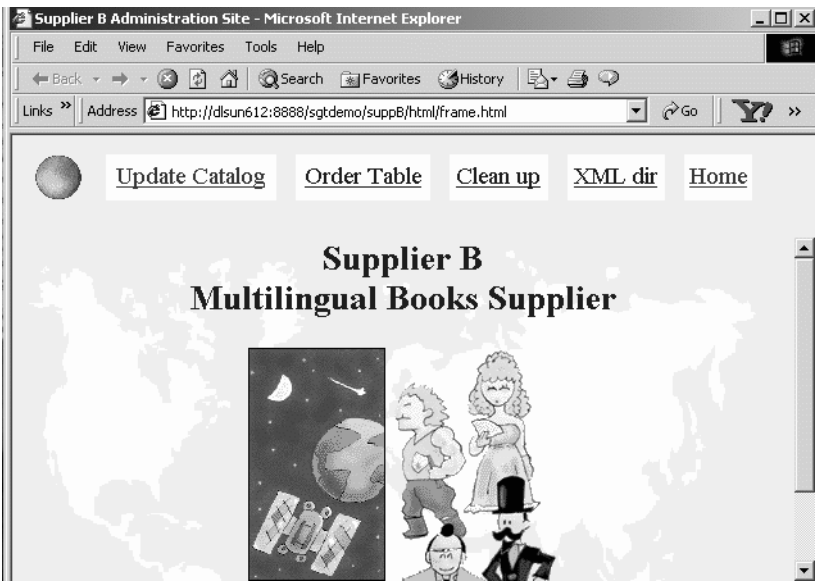 Supplier B Administration Site - Microsoft Internet Explorer
File Edit View Favorites Tools Help
Back Search Favorites History
Links » Address http://dlsun612:8888/sgtdemo/suppB/html/frame.html Go Y? »
Update Catalog Order Table Clean up XML dir Home
Supplier B
Multilingual Books Supplier